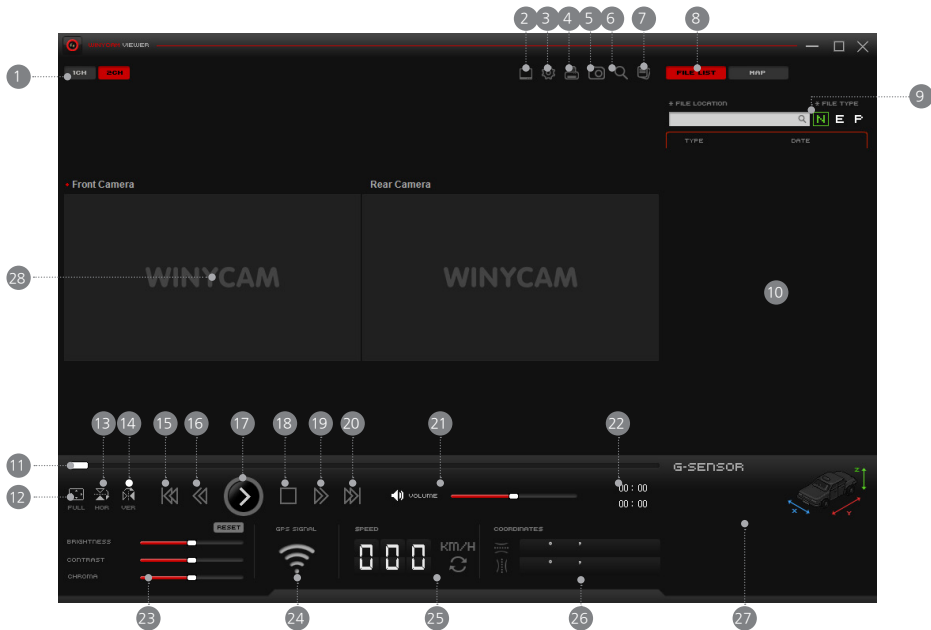 2 3 4 5 6 7 8
WINYCAM VIEWER
1 1CH 2CH FILE LIST MAP
9
+ FILE LOCATION + FILE TYPE
N E P
TYPE DATE
Front Camera Rear Camera
28 WINYCAM WINYCAM 10
13 14 15 16 17 18 19 20 21 22
11 G-SENSOR
12 Z
VOLUME 00 : 00
FULL HOR VER 00 : 00
X Y
RESET GPS SIGNAL SPEED COORDINATES
BRIGHTNESS
CONTRAST 000 KM/H
CHROMA
23 24 25 26 27